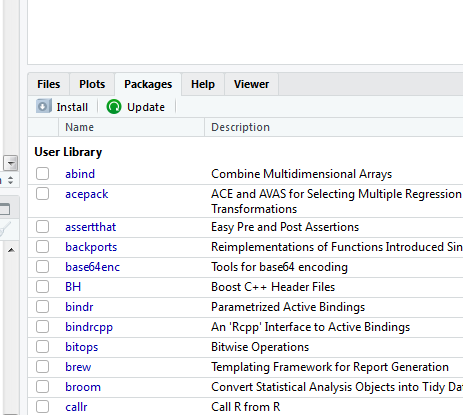 Files Plots Packages Help Viewer
Install Update
Name Description
User Library
abind Combine Multidimensional Arrays
acepack ACE and AVAS for Selecting Multiple Regression
Transformations
assertthat Easy Pre and Post Assertions
backports Reimplementations of Functions Introduced Sin
base64enc Tools for base64 encoding
BH Boost C++ Header Files
bindr Parametrized Active Bindings
bindrcpp An 'Rcpp' Interface to Active Bindings
bitops Bitwise Operations
brew Templating Framework for Report Generation
broom Convert Statistical Analysis Objects into Tidy Da
callr Call R from R